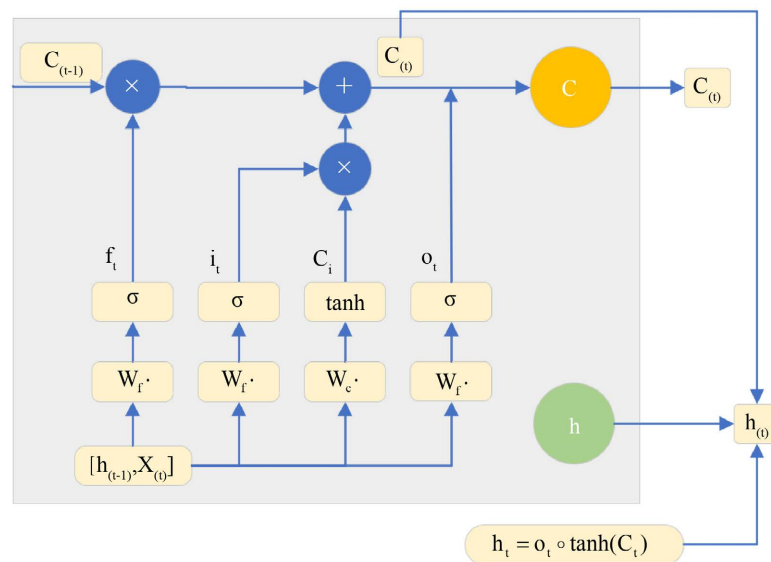 C(t-1)
C(t)
×
+
C
C(t)
×
ft
it
Ci
ot
σ
σ
tanh
σ
Wf·
Wf·
Wc·
Wf·
h
h(t)
[h(t-1),X(t)]
ht = ot ∘ tanh(Ct)